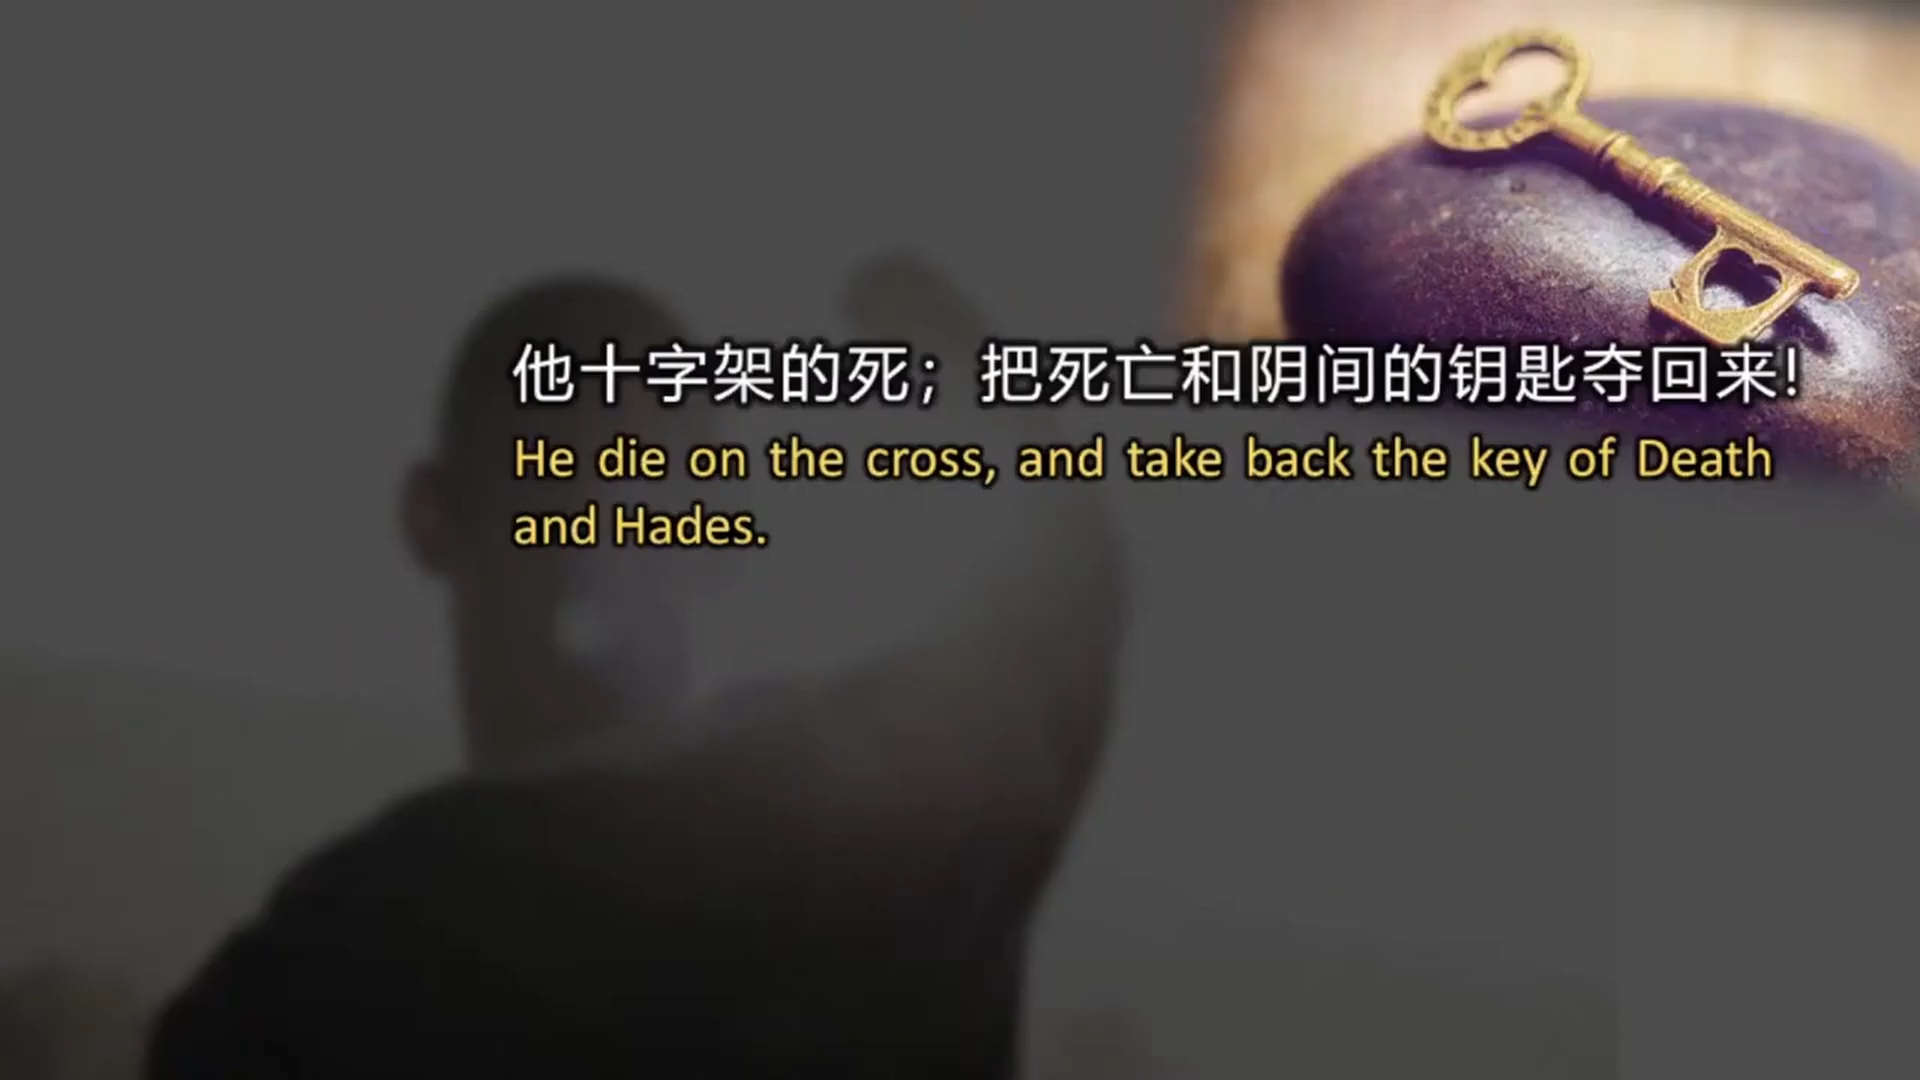 他十字架的死；把死亡和阴间的钥匙夺回来!
He die on the cross, and take back the key of Death
and Hades.